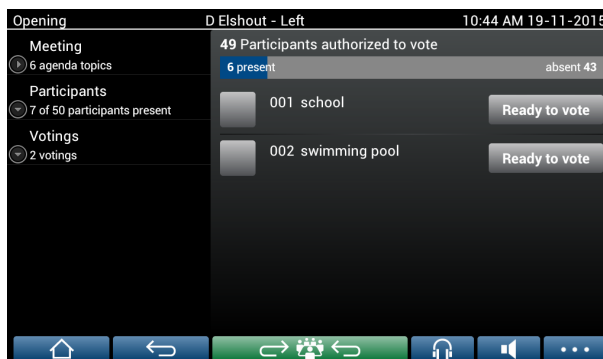 Opening D Elshout - Left 10:44 AM 19-11-2015
Meeting
6 agenda topics
Participants
7 of 50 participants present
Votings
2 votings
49 Participants authorized to vote
6 present absent 43
001 school Ready to vote
002 swimming pool Ready to vote